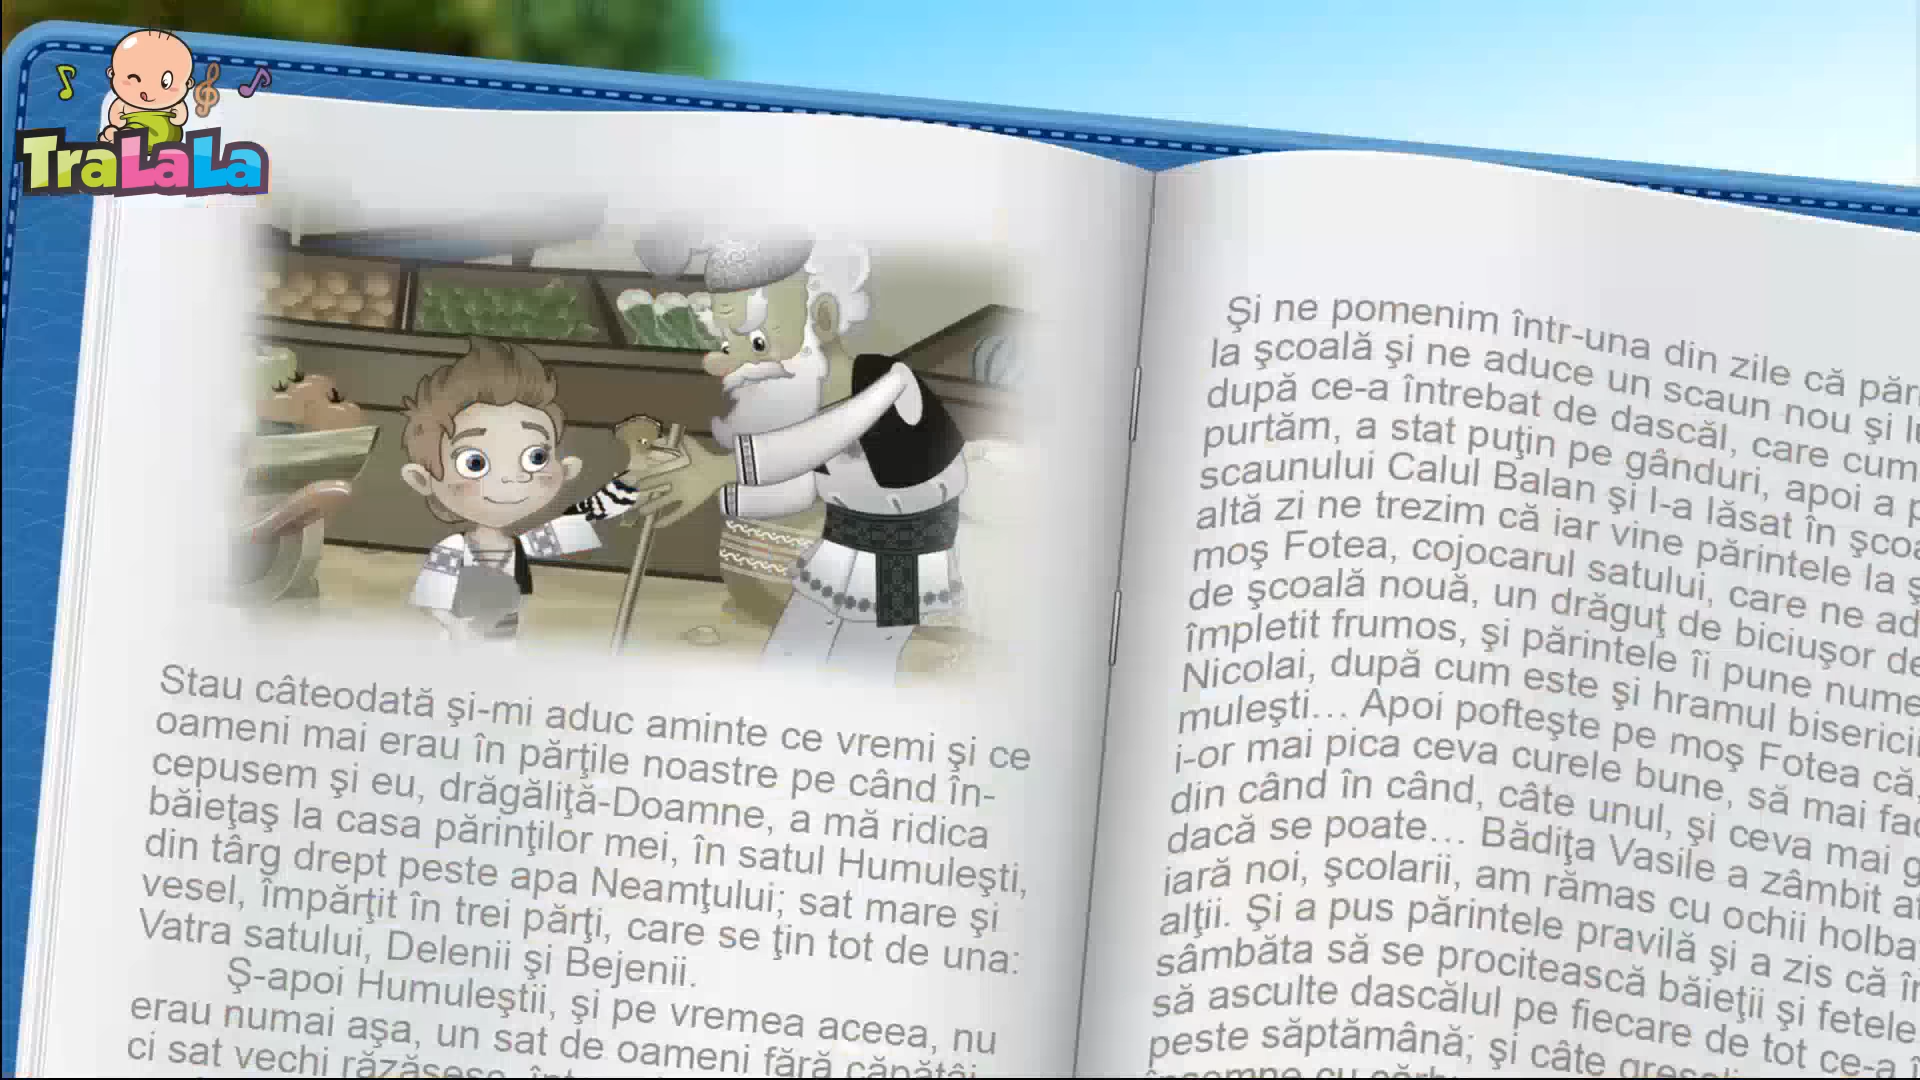 TraLaLa
Stau câteodată şi-mi aduc aminte ce vremi şi ce
oameni mai erau în părţile noastre pe când în-
cepusem şi eu, drăgăliţă-Doamne, a mă ridica
băieţaş la casa părinţilor mei, în satul Humuleşti,
din târg drept peste apa Neamţului; sat mare şi
vesel, împărţit în trei părţi, care se ţin tot de una:
Vatra satului, Delenii şi Bejenii.
Ş-apoi Humuleştii, şi pe vremea aceea, nu
erau numai aşa, un sat de oameni fără căpătâi,
ci sat vechi răzăşesc,
Şi ne pomenim într-una din zile că
la şcoală şi ne aduce un scaun nou şi
după ce-a întrebat de dascăl, care cum
purtăm, a stat puţin pe gânduri, apoi a
scaunului Calul Balan şi l-a lăsat în
altă zi ne trezim că iar vine părintele la
moş Fotea, cojocarul satului, care ne
de şcoală nouă, un drăguţ de biciuşor
împletit frumos, şi părintele îi pune
Nicolai, după cum este şi hramul
muleşti... Apoi pofteşte pe moş Fotea că,
i-or mai pica ceva curele bune, să mai
din când în când, câte unul, şi ceva mai
dacă se poate... Bădiţa Vasile a zâmbit
iară noi, şcolarii, am rămas cu ochii
alţii. Şi a pus părintele pravilă şi a zis că
sâmbăta să se procitească băieţii şi fetele
să asculte dascălul pe fiecare de tot ce-a
peste săptămână; şi câte